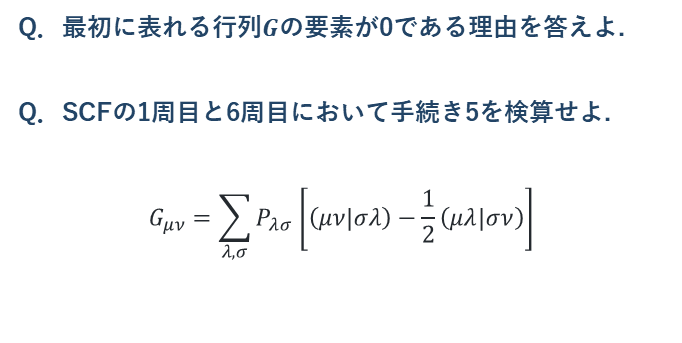 Q. 最初に表れる行列Gの要素が0である理由を答えよ.
Q. SCFの1周目と6周目において手続き5を検算せよ.
G_{μν} = ∑_{λ,σ} P_{λσ} [(μν|σλ) − 1/2 (μλ|σν)]